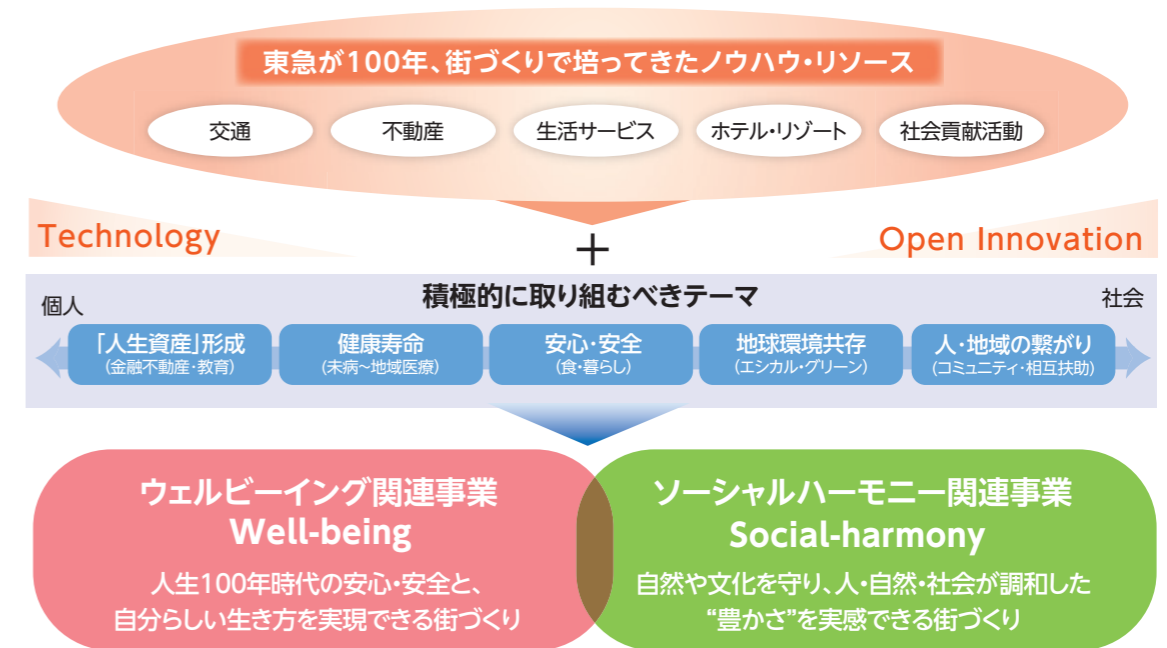 東急が100年、街づくりで培ってきたノウハウ・リソース
交通
不動産
生活サービス
ホテル・リゾート
社会貢献活動
Technology
+
Open Innovation
個人
積極的に取り組むべきテーマ
社会
「人生資産」形成
(金融不動産・教育)
健康寿命
(未病~地域医療)
安心・安全
(食・暮らし)
地球環境共存
(エシカル・グリーン)
人・地域の繋がり
(コミュニティ・相互扶助)
ウェルビーイング関連事業
Well-being
人生100年時代の安心・安全と、
自分らしい生き方を実現できる街づくり
ソーシャルハーモニー関連事業
Social-harmony
自然や文化を守り、人・自然・社会が調和した
“豊かさ”を実感できる街づくり